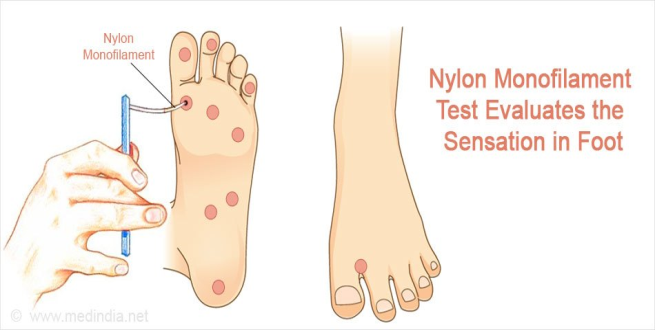 Nylon
Monofilament
Nylon Monofilament
Test Evaluates the
Sensation in Foot
© www.medindia.net